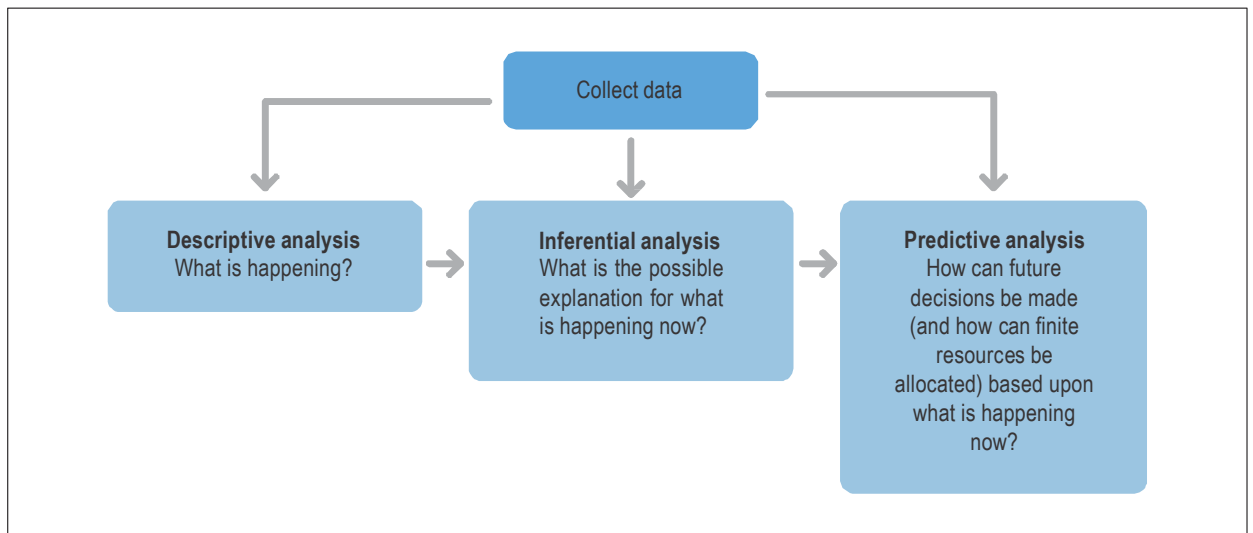 Collect data
Descriptive analysis
What is happening?
Inferential analysis
What is the possible
explanation for what
is happening now?
Predictive analysis
How can future
decisions be made
(and how can finite
resources be
allocated) based upon
what is happening
now?